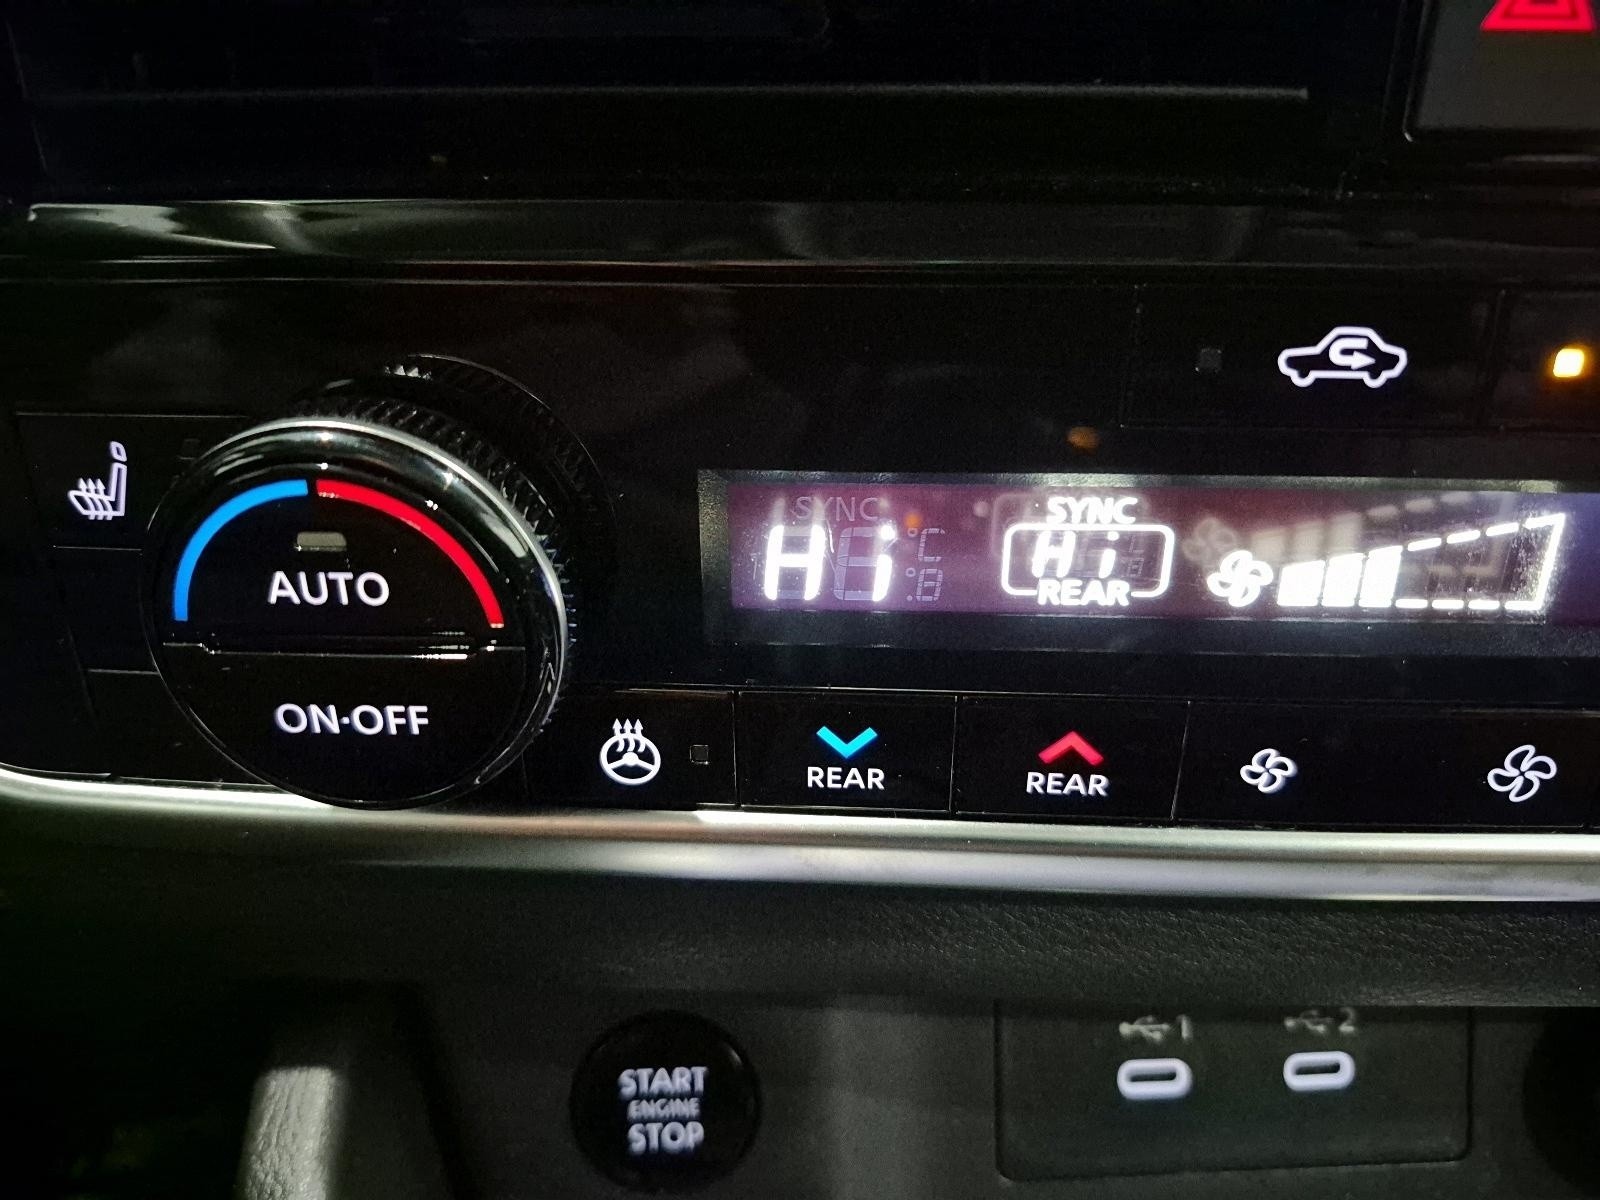 SYNC
SYNC
Hi
Hi
REAR
AUTO
ON·OFF
REAR
REAR
1
2
START
ENGINE
STOP